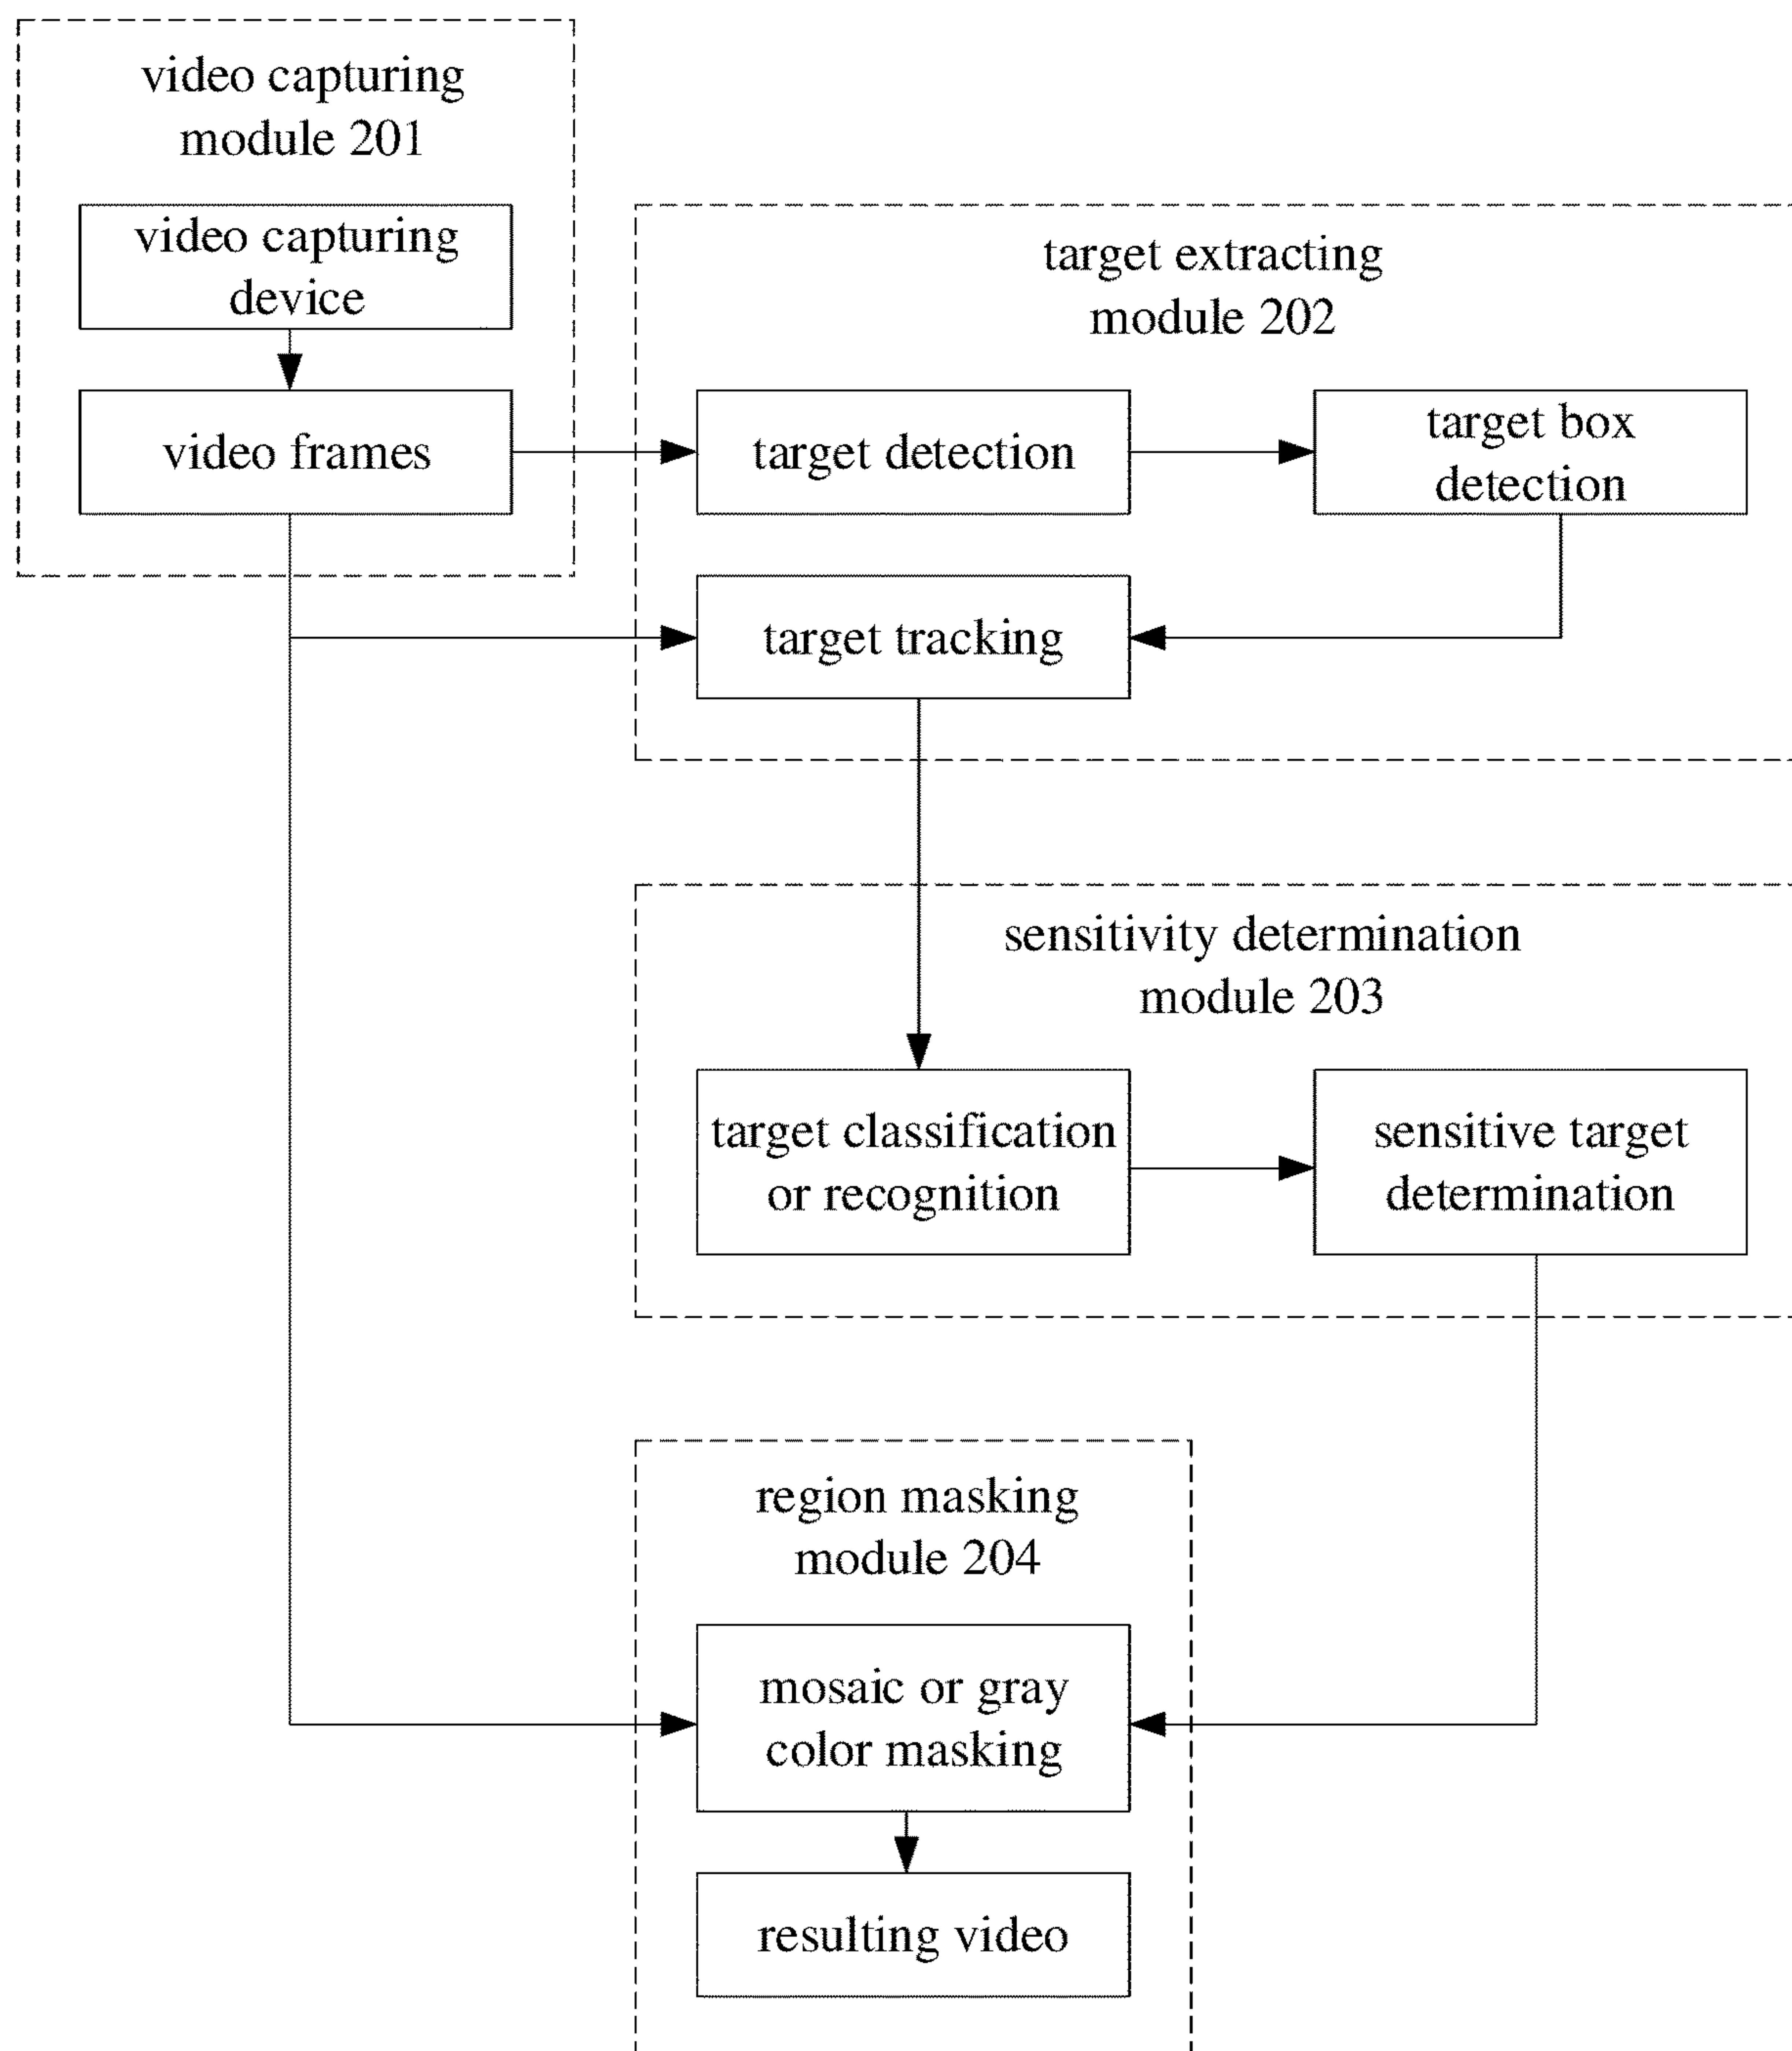 video capturing
module 201
video capturing
device
video frames
target extracting
module 202
target detection
target box
detection
target tracking
sensitivity determination
module 203
target classification
or recognition
sensitive target
determination
region masking
module 204
mosaic or gray
color masking
resulting video